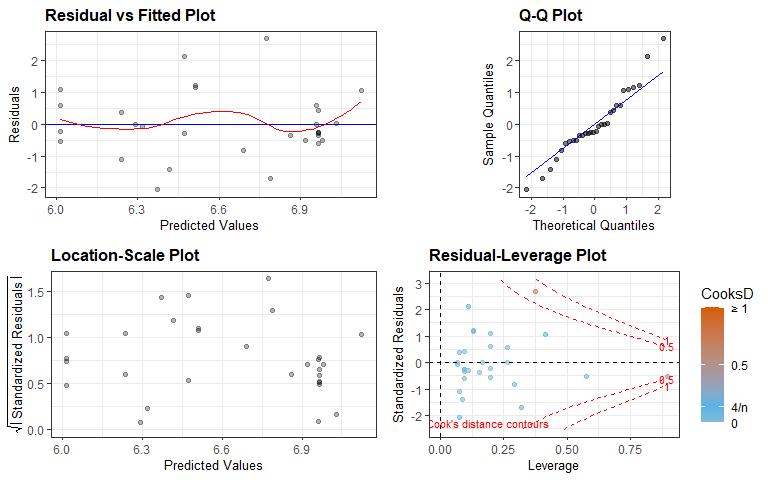 Residual vs Fitted Plot
Residuals
2
1
0
-1
-2
6.0 6.3 6.6 6.9
Predicted Values
Q-Q Plot
Sample Quantiles
2
1
0
-1
-2
-2 -1 0 1 2
Theoretical Quantiles
Location-Scale Plot
√|Standardized Residuals|
1.5
1.0
0.5
0.0
6.0 6.3 6.6 6.9
Predicted Values
Residual-Leverage Plot
Standardized Residuals
3
2
1
0
-1
-2
1
0.5
0.5
1
Cook's distance contours
0.00 0.25 0.50 0.75
Leverage
CooksD
≥ 1
0.5
4/n
0